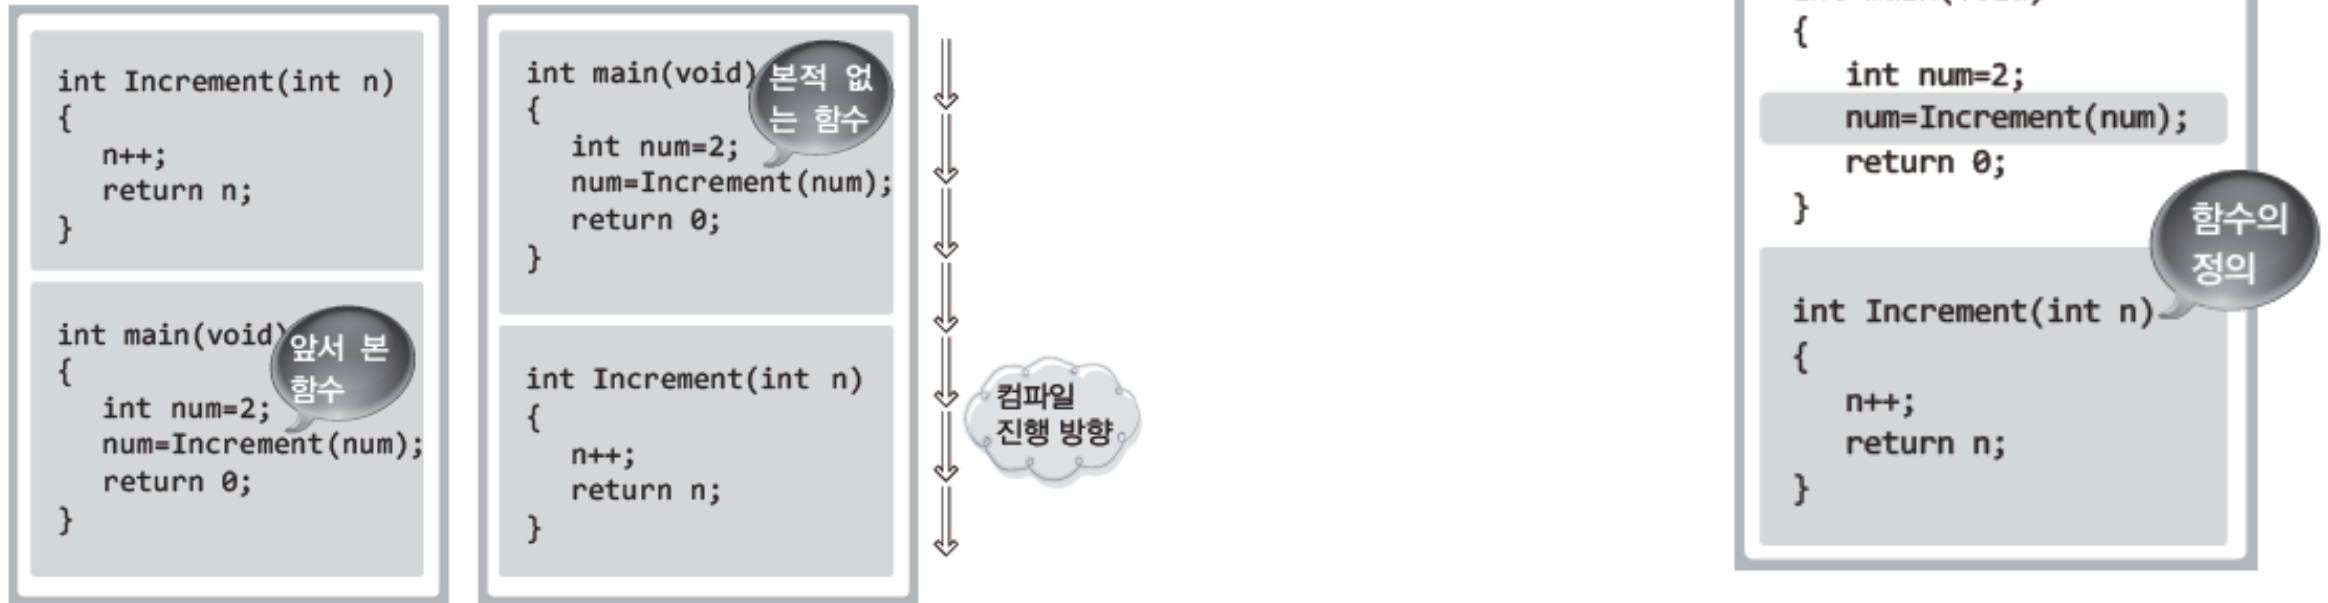 int Increment(int n)
{
n++;
return n;
}
int main(void)
앞서 본
함수
{
int num=2;
num=Increment(num);
return 0;
}
int main(void)
본적 없
는 함수
{
int num=2;
num=Increment(num);
return 0;
}
int Increment(int n)
{
n++;
return n;
}
컴파일
진행 방향
{
int num=2;
num=Increment(num);
return 0;
}
함수의
정의
int Increment(int n)
{
n++;
return n;
}